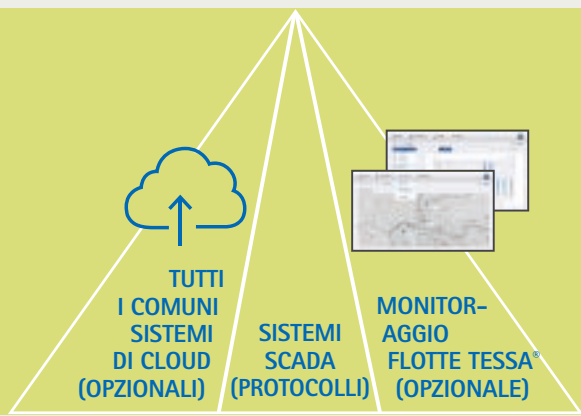 TUTTI
I COMUNI
SISTEMI
DI CLOUD
(OPZIONALI)
SISTEMI
SCADA
(PROTOCOLLI)
MONITOR-
AGGIO
FLOTTE TESSA®
(OPZIONALE)